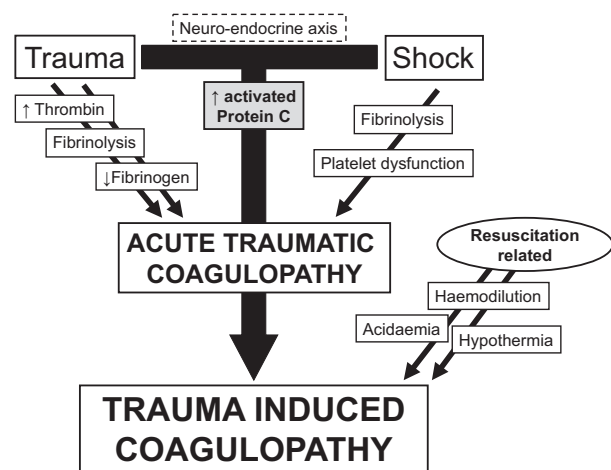 Neuro-endocrine axis
Trauma
Shock
↑ activated
Protein C
↑ Thrombin
Fibrinolysis
↓Fibrinogen
Fibrinolysis
Platelet dysfunction
ACUTE TRAUMATIC
COAGULOPATHY
Resuscitation
related
Haemodilution
Acidaemia
Hypothermia
TRAUMA INDUCED
COAGULOPATHY